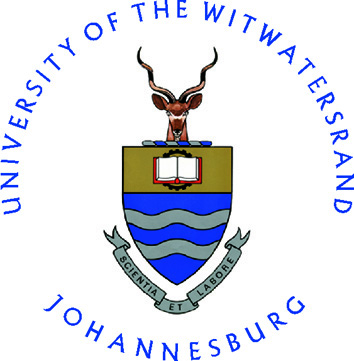 UNIVERSITY OF THE WITWATERSRAND
SCIENTIA
ET
LABORE
JOHANNESBURG